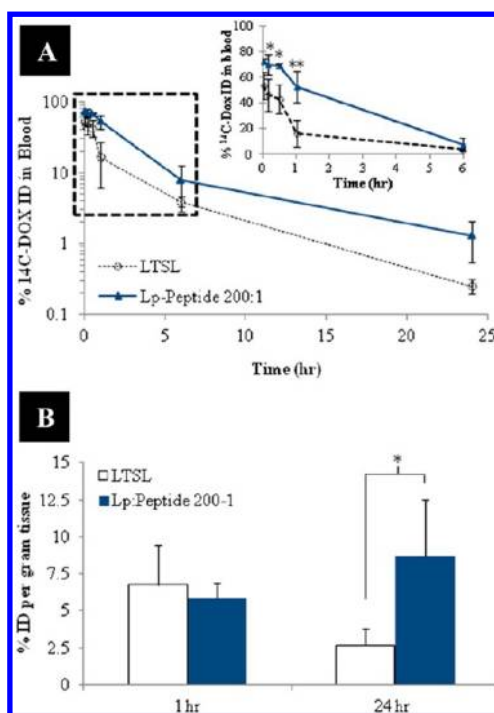 A
% 14C-DOX ID in Blood
100
10
1
0.1
0
5
10
15
20
25
Time (hr)
LTSL
Lp-Peptide 200:1
% ¹⁴C-Dox ID in blood
100
80
60
40
20
0
* * **
0 1 2 3 4 5 6
Time (hr)
B
% ID per gram tissue
15
12.5
10
7.5
5
2.5
0
LTSL
Lp:Peptide 200-1
*
1 hr
24 hr